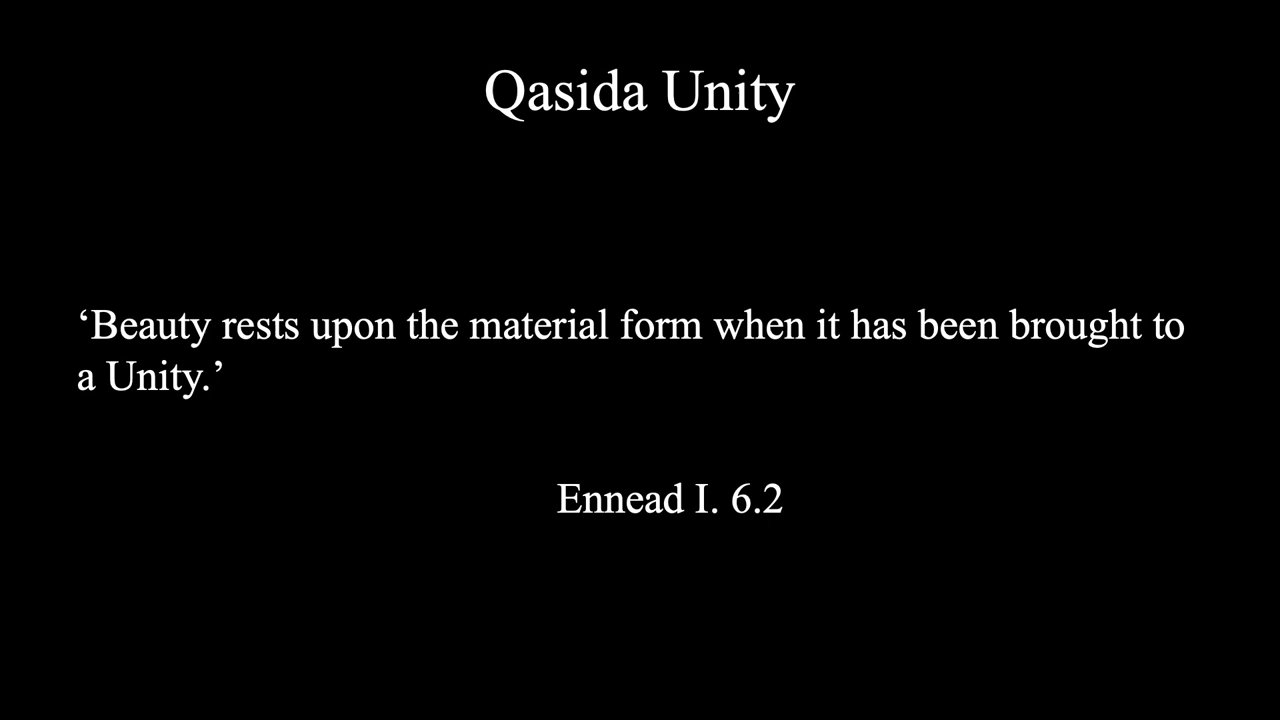 Qasida Unity
‘Beauty rests upon the material form when it has been brought to
a Unity.’
Ennead I. 6.2